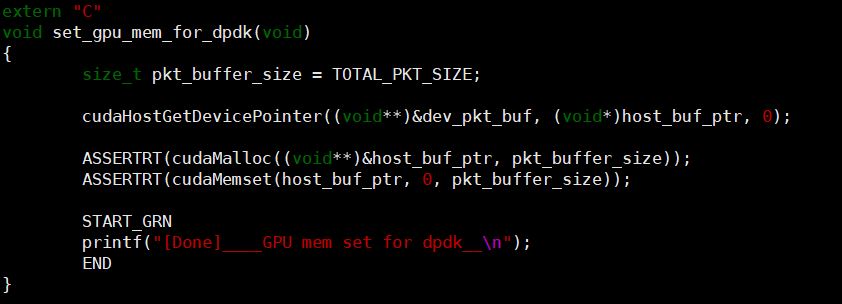 extern "C"
void set_gpu_mem_for_dpdk(void)
{
        size_t pkt_buffer_size = TOTAL_PKT_SIZE;

        cudaHostGetDevicePointer((void**)&dev_pkt_buf, (void*)host_buf_ptr, 0);

        ASSERTRT(cudaMalloc((void**)&host_buf_ptr, pkt_buffer_size));
        ASSERTRT(cudaMemset(host_buf_ptr, 0, pkt_buffer_size));

        START_GRN
        printf("[Done]____GPU mem set for dpdk__\n");
        END
}